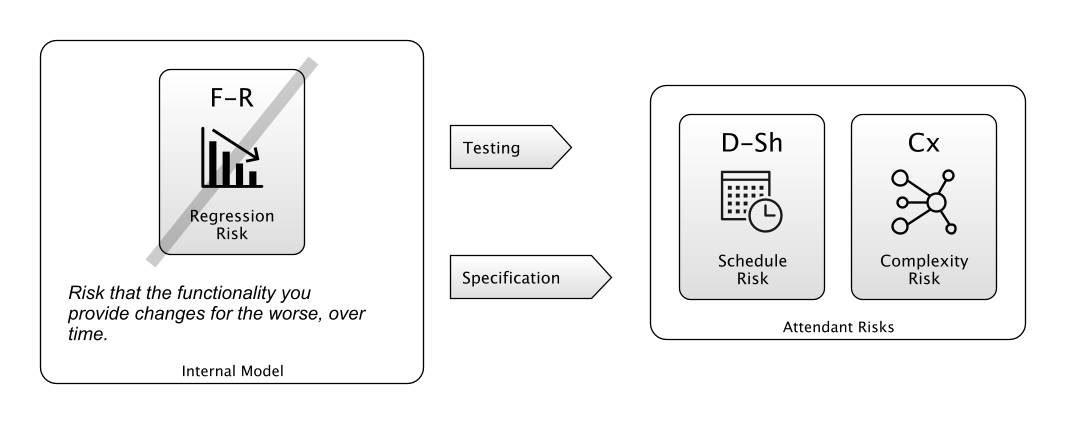 F–R
Regression
Risk
Risk that the functionality you
provide changes for the worse, over
time.
Internal Model
Testing
Specification
D–Sh
Schedule
Risk
Cx
Complexity
Risk
Attendant Risks